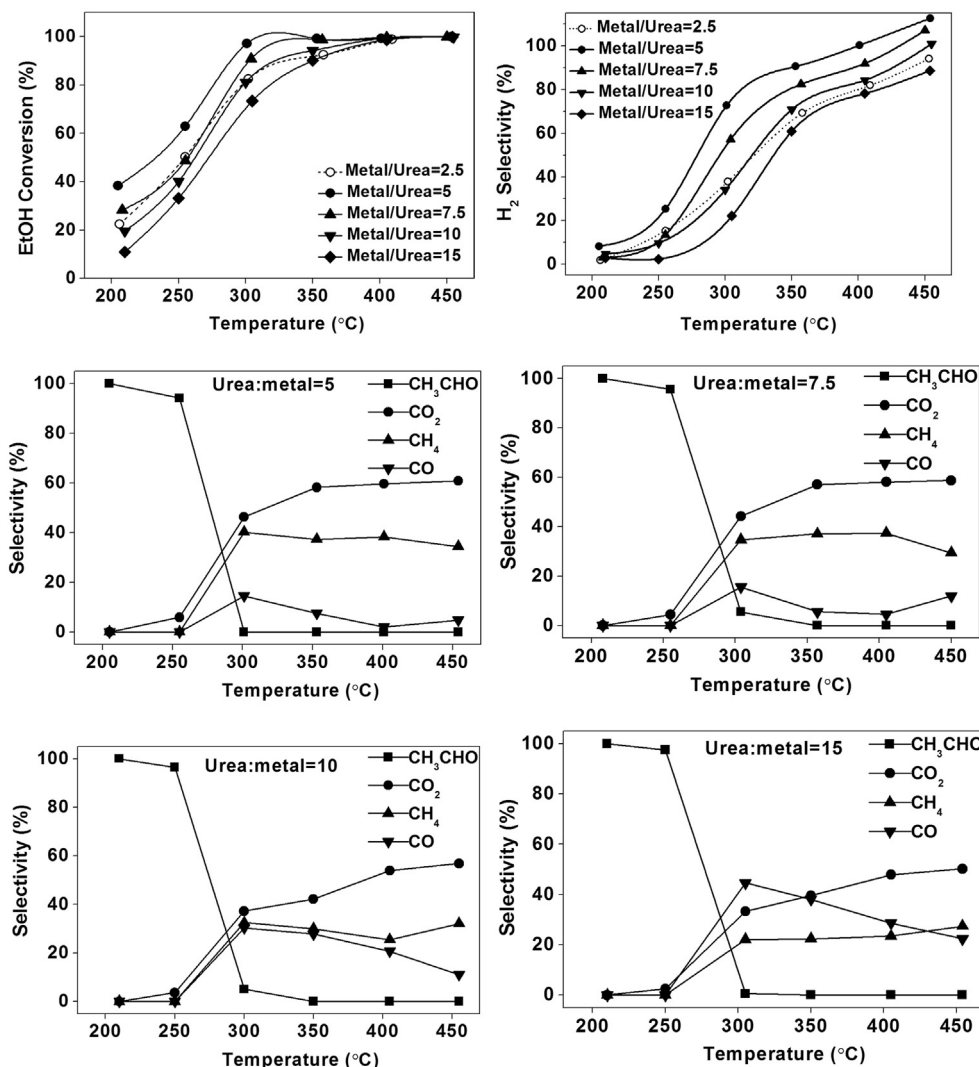 100
80
60
40
20
0
EtOH Conversion (%)
Metal/Urea=2.5
Metal/Urea=5
Metal/Urea=7.5
Metal/Urea=10
Metal/Urea=15
200 250 300 350 400 450
Temperature (°C)
Metal/Urea=2.5
Metal/Urea=5
Metal/Urea=7.5
Metal/Urea=10
Metal/Urea=15
100
80
60
40
20
0
H₂ Selectivity (%)
200 250 300 350 400 450
Temperature (°C)
Urea:metal=5
CH₃CHO
CO₂
CH₄
CO
100
80
60
40
20
0
Selectivity (%)
200 250 300 350 400 450
Temperature (°C)
Urea:metal=7.5
CH₃CHO
CO₂
CH₄
CO
100
80
60
40
20
0
Selectivity (%)
200 250 300 350 400 450
Temperature (°C)
Urea:metal=10
CH₃CHO
CO₂
CH₄
CO
100
80
60
40
20
0
Selectivity (%)
200 250 300 350 400 450
Temperature (°C)
Urea:metal=15
CH₃CHO
CO₂
CH₄
CO
100
80
60
40
20
0
Selectivity (%)
200 250 300 350 400 450
Temperature (°C)